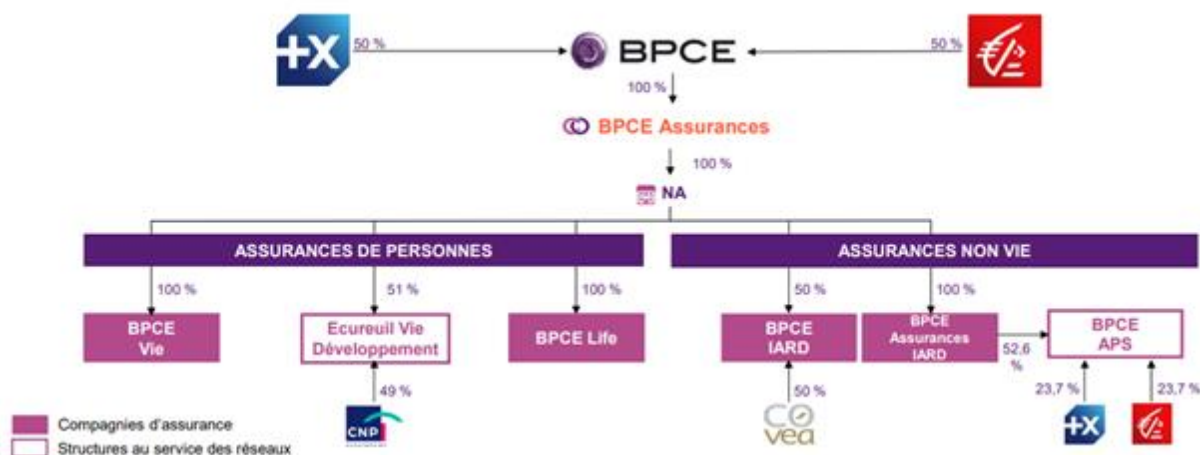 +X
50 %
BPCE
50 %
100 %
BPCE Assurances
100 %
NA
ASSURANCES DE PERSONNES
ASSURANCES NON VIE
100 %
51 %
100 %
50 %
100 %
BPCE
Vie
Ecureuil Vie
Développement
BPCE Life
BPCE
IARD
BPCE
Assurances
IARD
52,6
%
BPCE
APS
49 %
50 %
23,7 %
23,7 %
CNP
COvea
+X
Compagnies d'assurance
Structures au service des réseaux